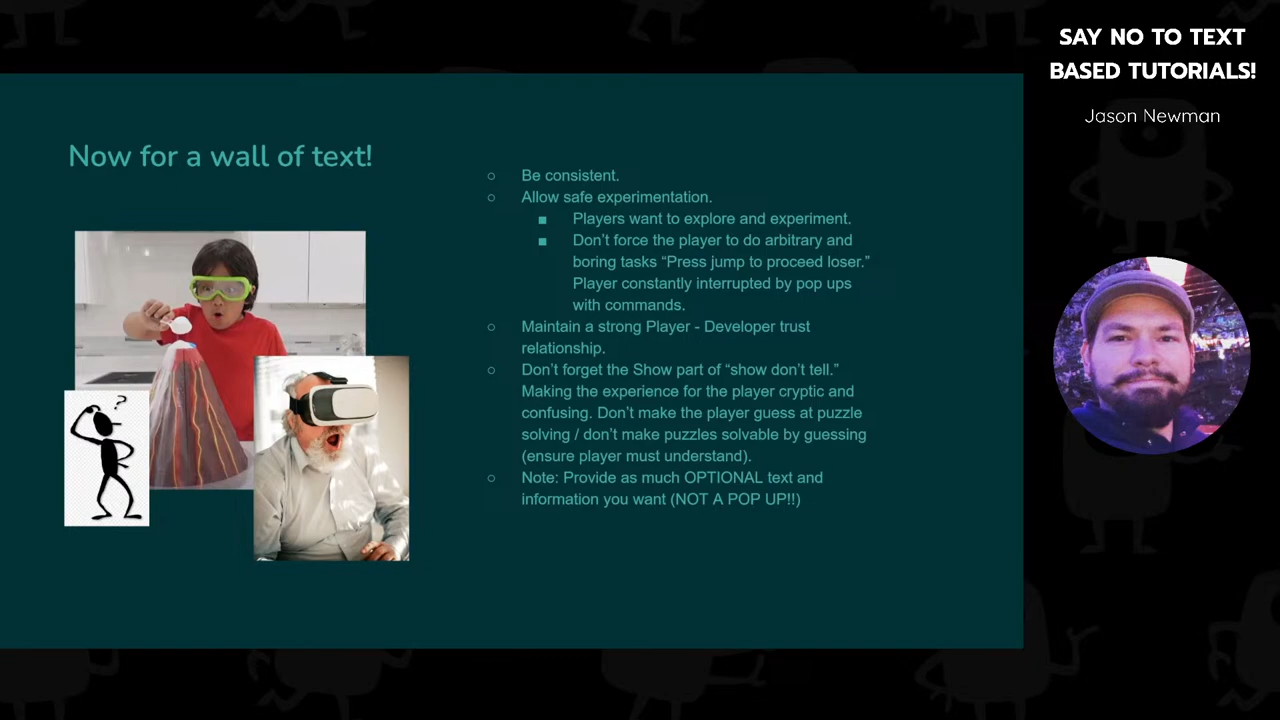 SAY NO TO TEXT
BASED TUTORIALS!
Jason Newman
Now for a wall of text!
○ Be consistent.
○ Allow safe experimentation.
■ Players want to explore and experiment.
■ Don’t force the player to do arbitrary and
boring tasks “Press jump to proceed loser.”
Player constantly interrupted by pop ups
with commands.
○ Maintain a strong Player - Developer trust
relationship.
○ Don’t forget the Show part of “show don’t tell.”
Making the experience for the player cryptic and
confusing. Don’t make the player guess at puzzle
solving / don’t make puzzles solvable by guessing
(ensure player must understand).
○ Note: Provide as much OPTIONAL text and
information you want (NOT A POP UP!!)
?